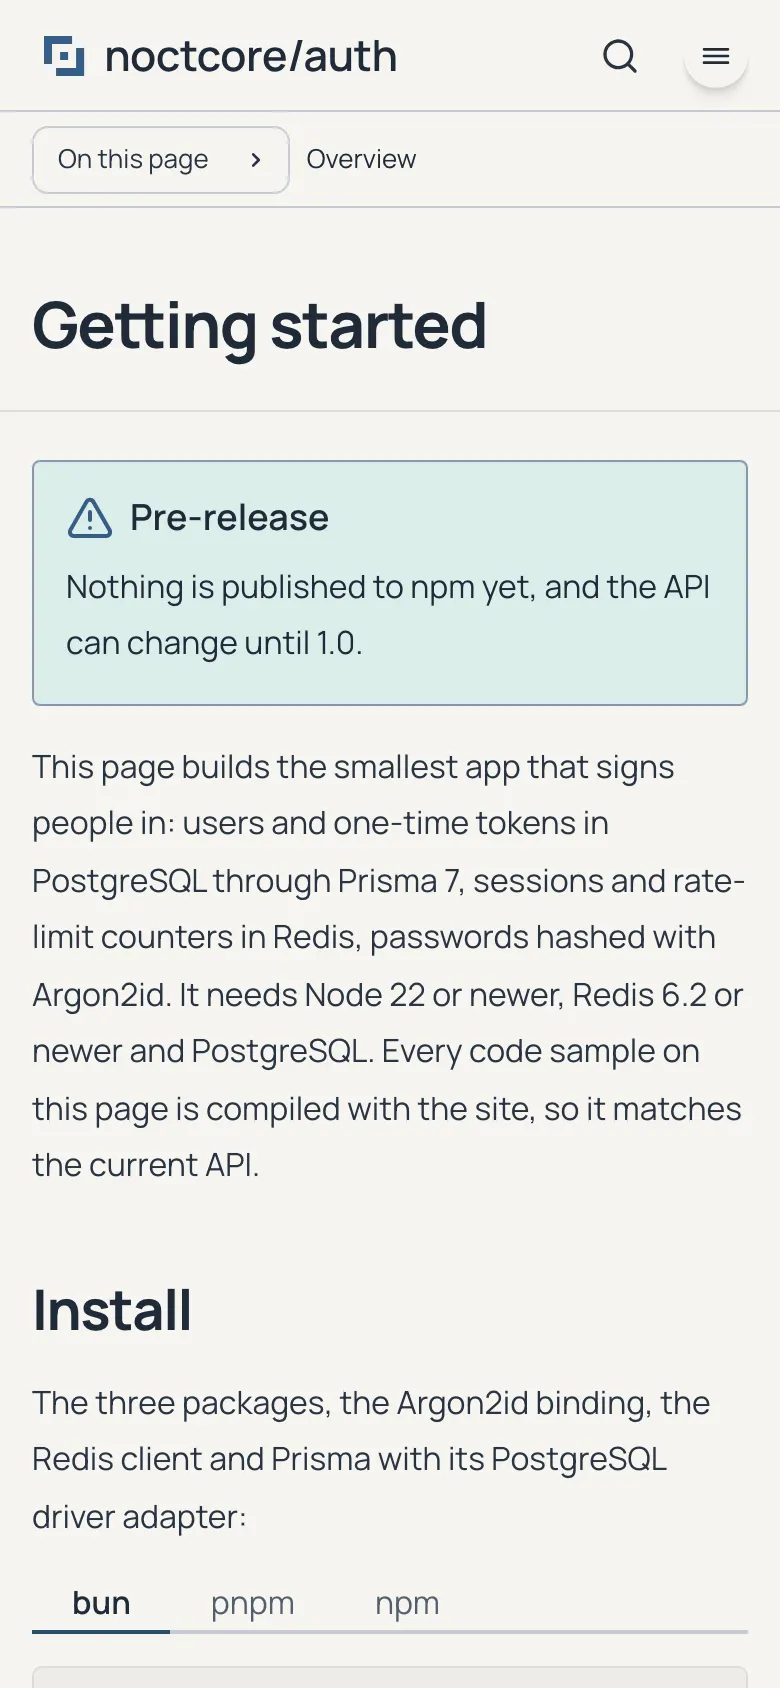 noctcore/auth
On this page
Overview
Getting started
Pre-release
Nothing is published to npm yet, and the API
can change until 1.0.
This page builds the smallest app that signs
people in: users and one-time tokens in
PostgreSQL through Prisma 7, sessions and rate-
limit counters in Redis, passwords hashed with
Argon2id. It needs Node 22 or newer, Redis 6.2 or
newer and PostgreSQL. Every code sample on
this page is compiled with the site, so it matches
the current API.
Install
The three packages, the Argon2id binding, the
Redis client and Prisma with its PostgreSQL
driver adapter:
bun pnpm npm